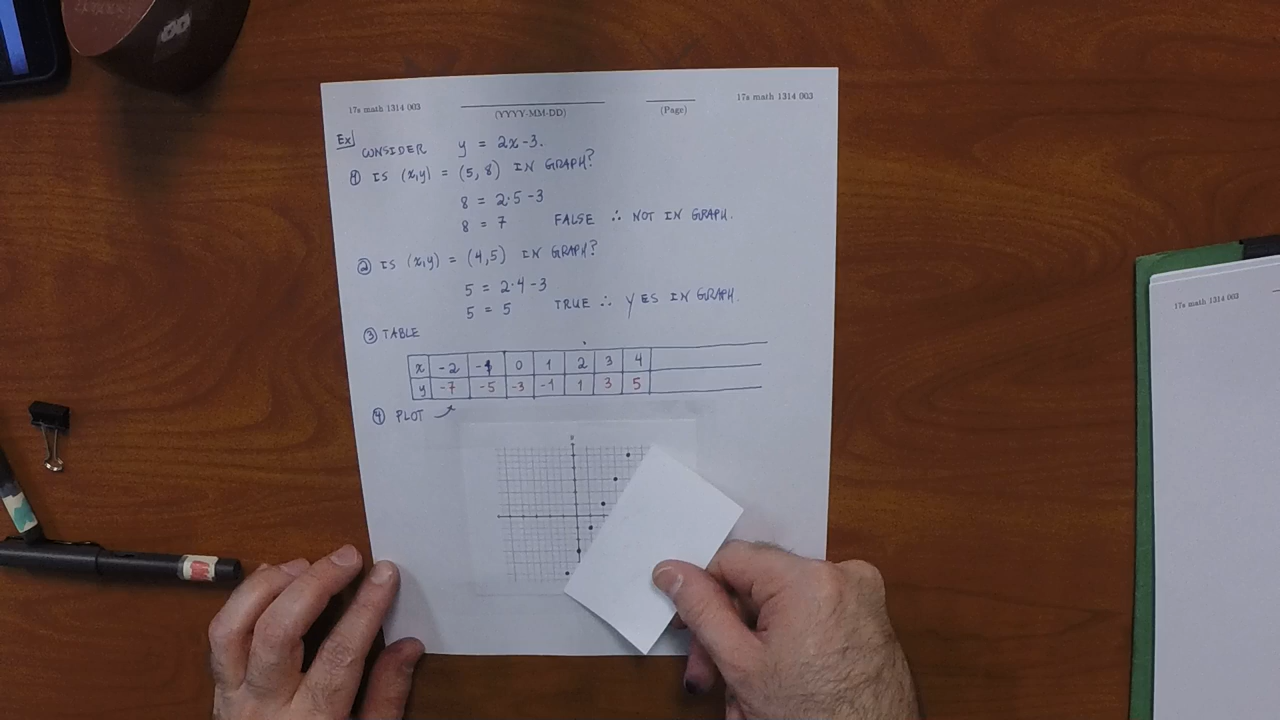 17s math 1314 003
(YYYY-MM-DD)
(Page)
17s math 1314 003
Ex CONSIDER y = 2x-3.
① IS (x,y) = (5, 8) IN GRAPH?
8 = 2·5-3
8 = 7 FALSE ∴ NOT IN GRAPH.
② IS (x,y) = (4,5) IN GRAPH?
5 = 2·4-3
5 = 5 TRUE ∴ YES IN GRAPH.
③ TABLE
x -2 -1 0 1 2 3 4
y -7 -5 -3 -1 1 3 5
④ PLOT
17s math 1314 003